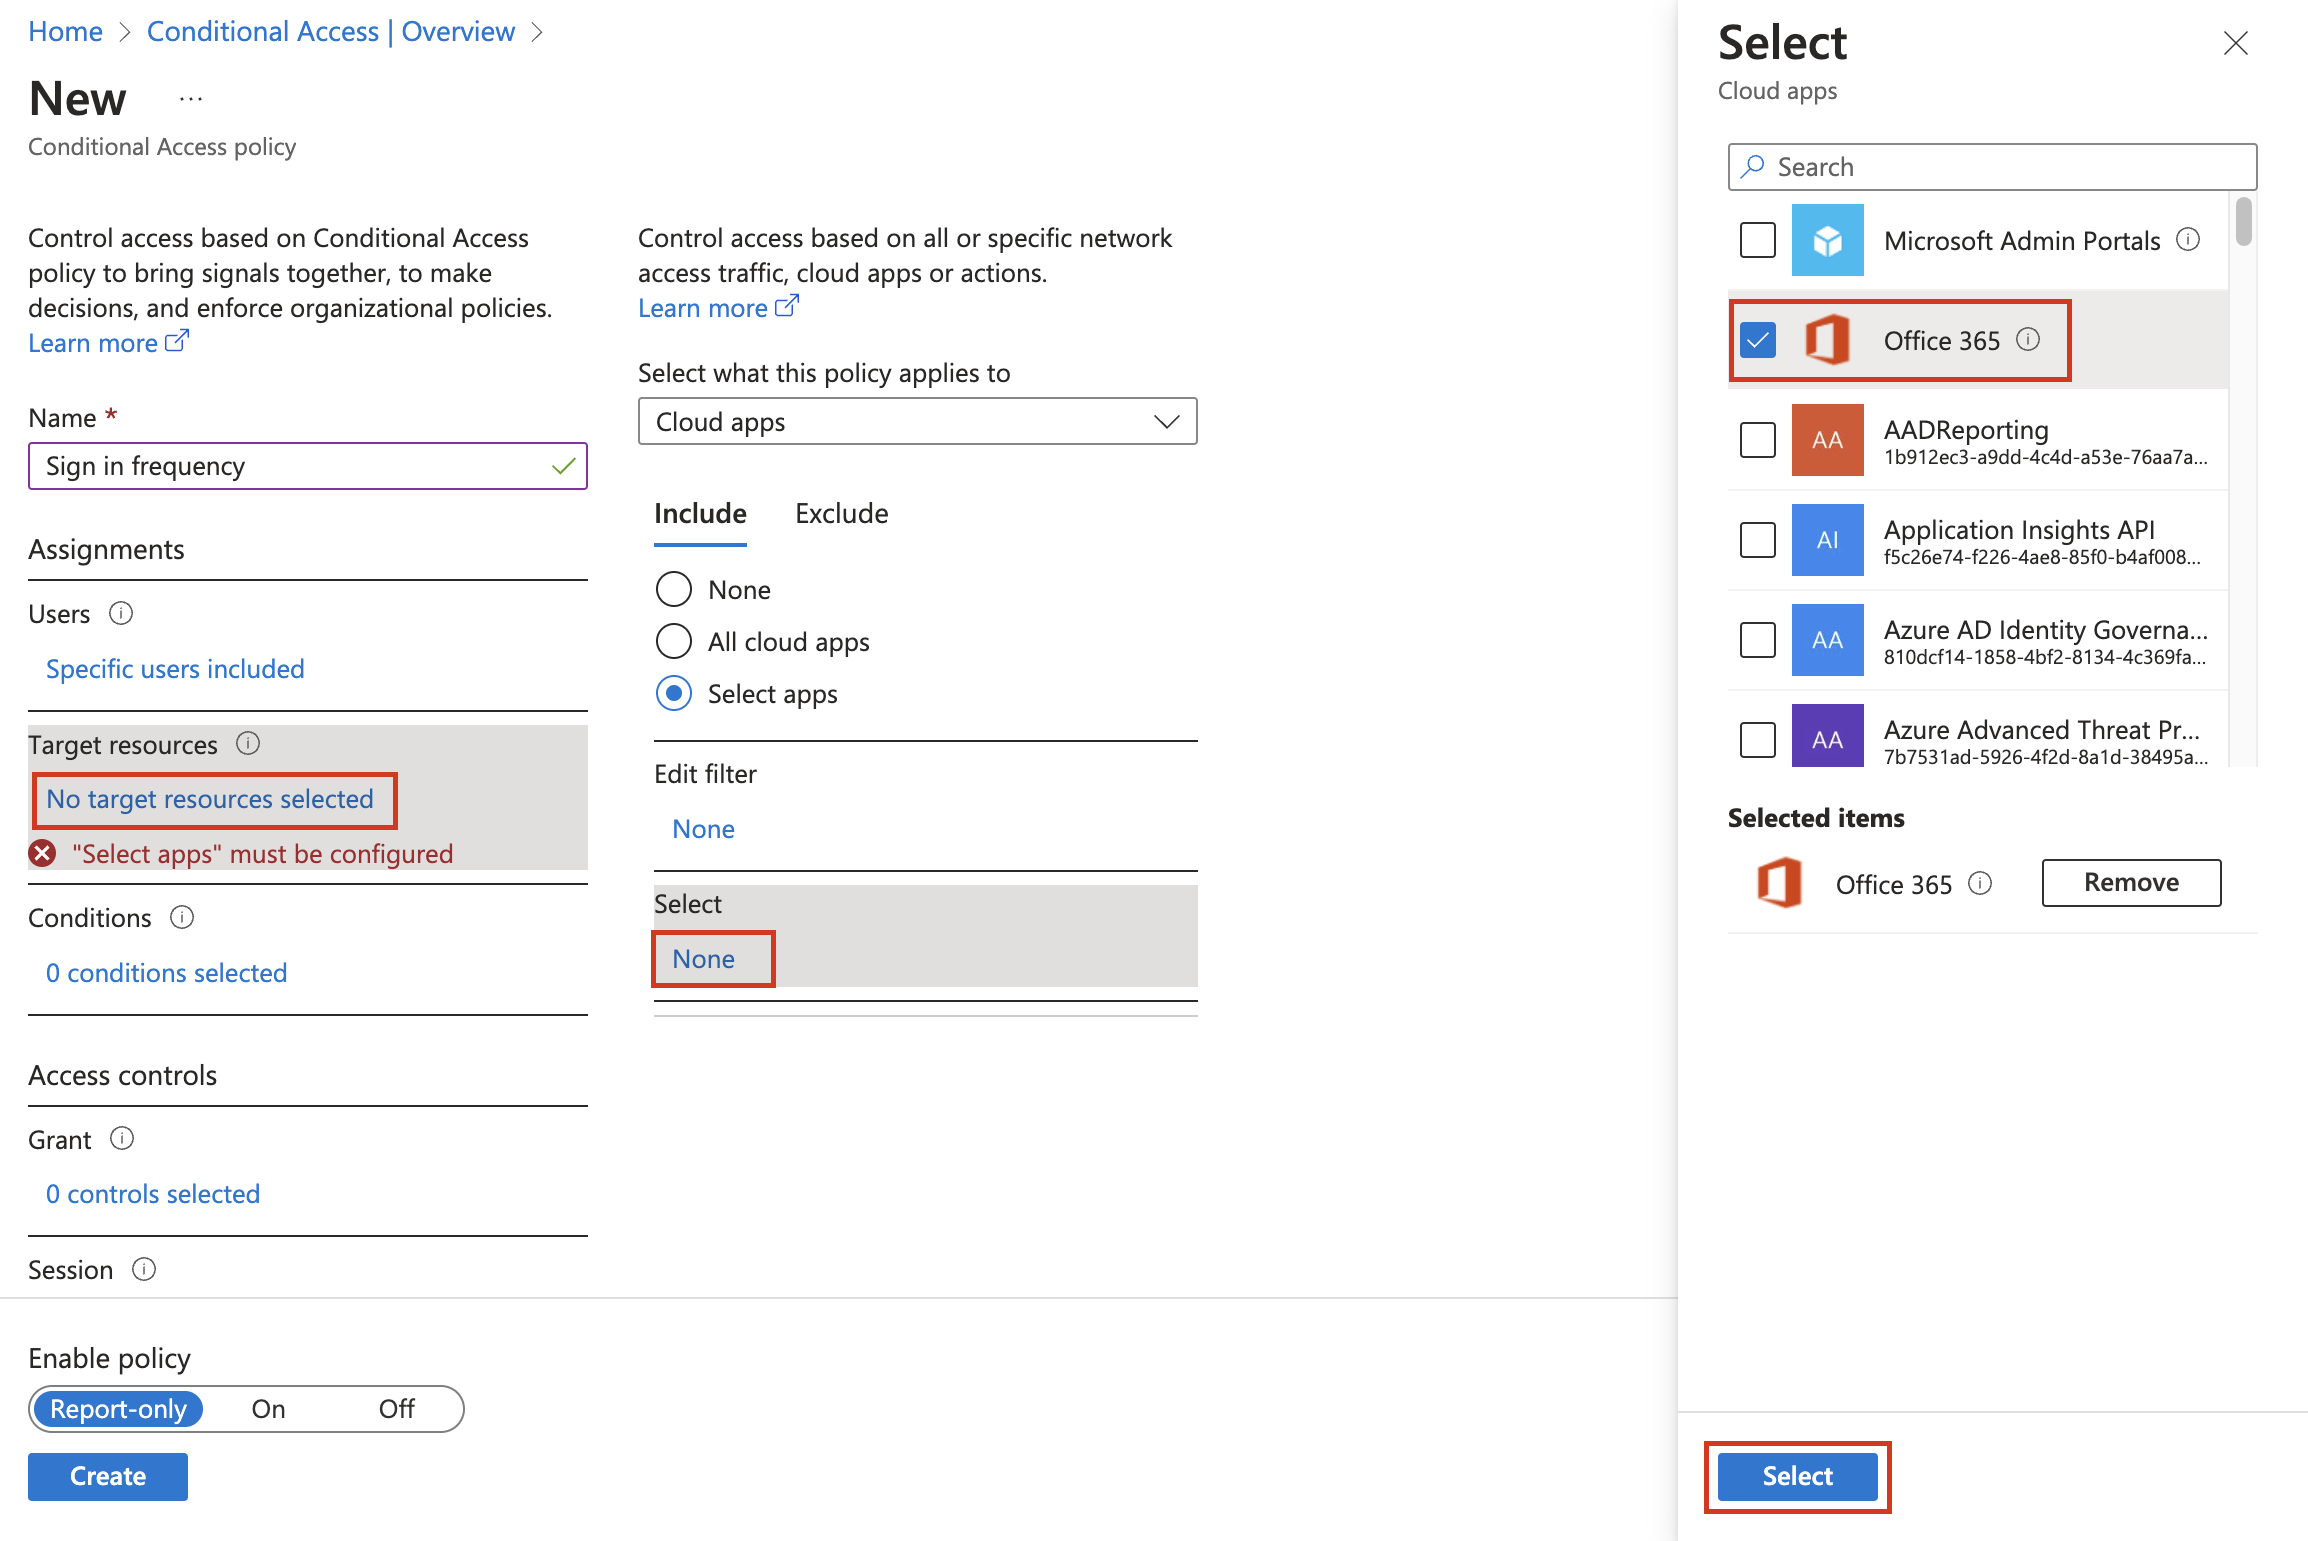 Home > Conditional Access | Overview >
New ...
Conditional Access policy
Control access based on Conditional Access
policy to bring signals together, to make
decisions, and enforce organizational policies.
Learn more
Name *
Sign in frequency
Assignments
Users
Specific users included
Target resources
No target resources selected
"Select apps" must be configured
Conditions
0 conditions selected
Access controls
Grant
0 controls selected
Session
Enable policy
Report-only On Off
Create
Control access based on all or specific network
access traffic, cloud apps or actions.
Learn more
Select what this policy applies to
Cloud apps
Include Exclude
None
All cloud apps
Select apps
Edit filter
None
Select
None
Select
Cloud apps
Search
Microsoft Admin Portals
Office 365
AA
AADReporting
1b912ec3-a9dd-4c4d-a53e-76aa7a...
AI
Application Insights API
f5c26e74-f226-4ae8-85f0-b4af008...
AA
Azure AD Identity Governa...
810dcf14-1858-4bf2-8134-4c369fa...
AA
Azure Advanced Threat Pr...
7b7531ad-5926-4f2d-8a1d-38495a...
Selected items
Office 365
Remove
Select